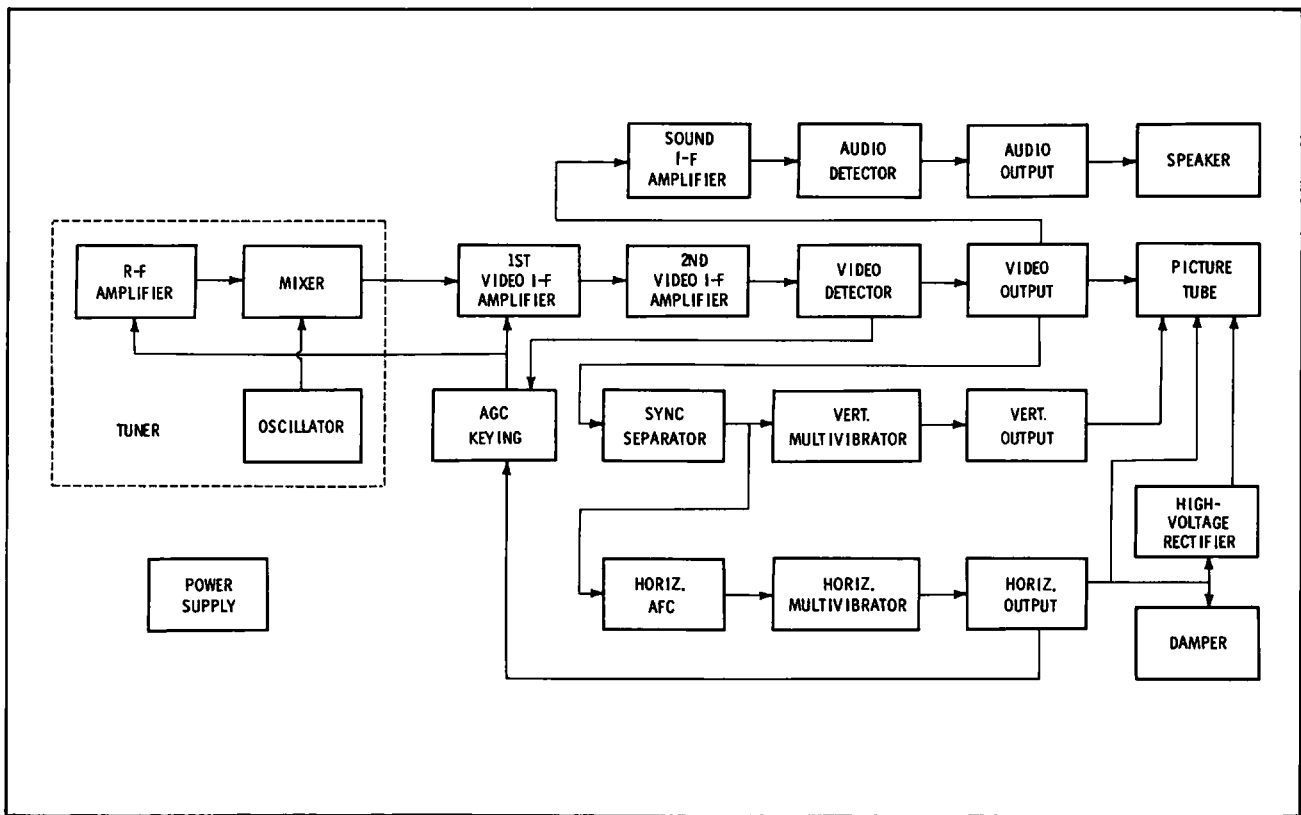 SOUND
I-F
AMPLIFIER
AUDIO
DETECTOR
AUDIO
OUTPUT
SPEAKER
R-F
AMPLIFIER
MIXER
1ST
VIDEO I-F
AMPLIFIER
2ND
VIDEO I-F
AMPLIFIER
VIDEO
DETECTOR
VIDEO
OUTPUT
PICTURE
TUBE
TUNER
OSCILLATOR
AGC
KEYING
SYNC
SEPARATOR
VERT.
MULTIVIBRATOR
VERT.
OUTPUT
HIGH-
VOLTAGE
RECTIFIER
POWER
SUPPLY
HORIZ.
AFC
HORIZ.
MULTIVIBRATOR
HORIZ.
OUTPUT
DAMPER